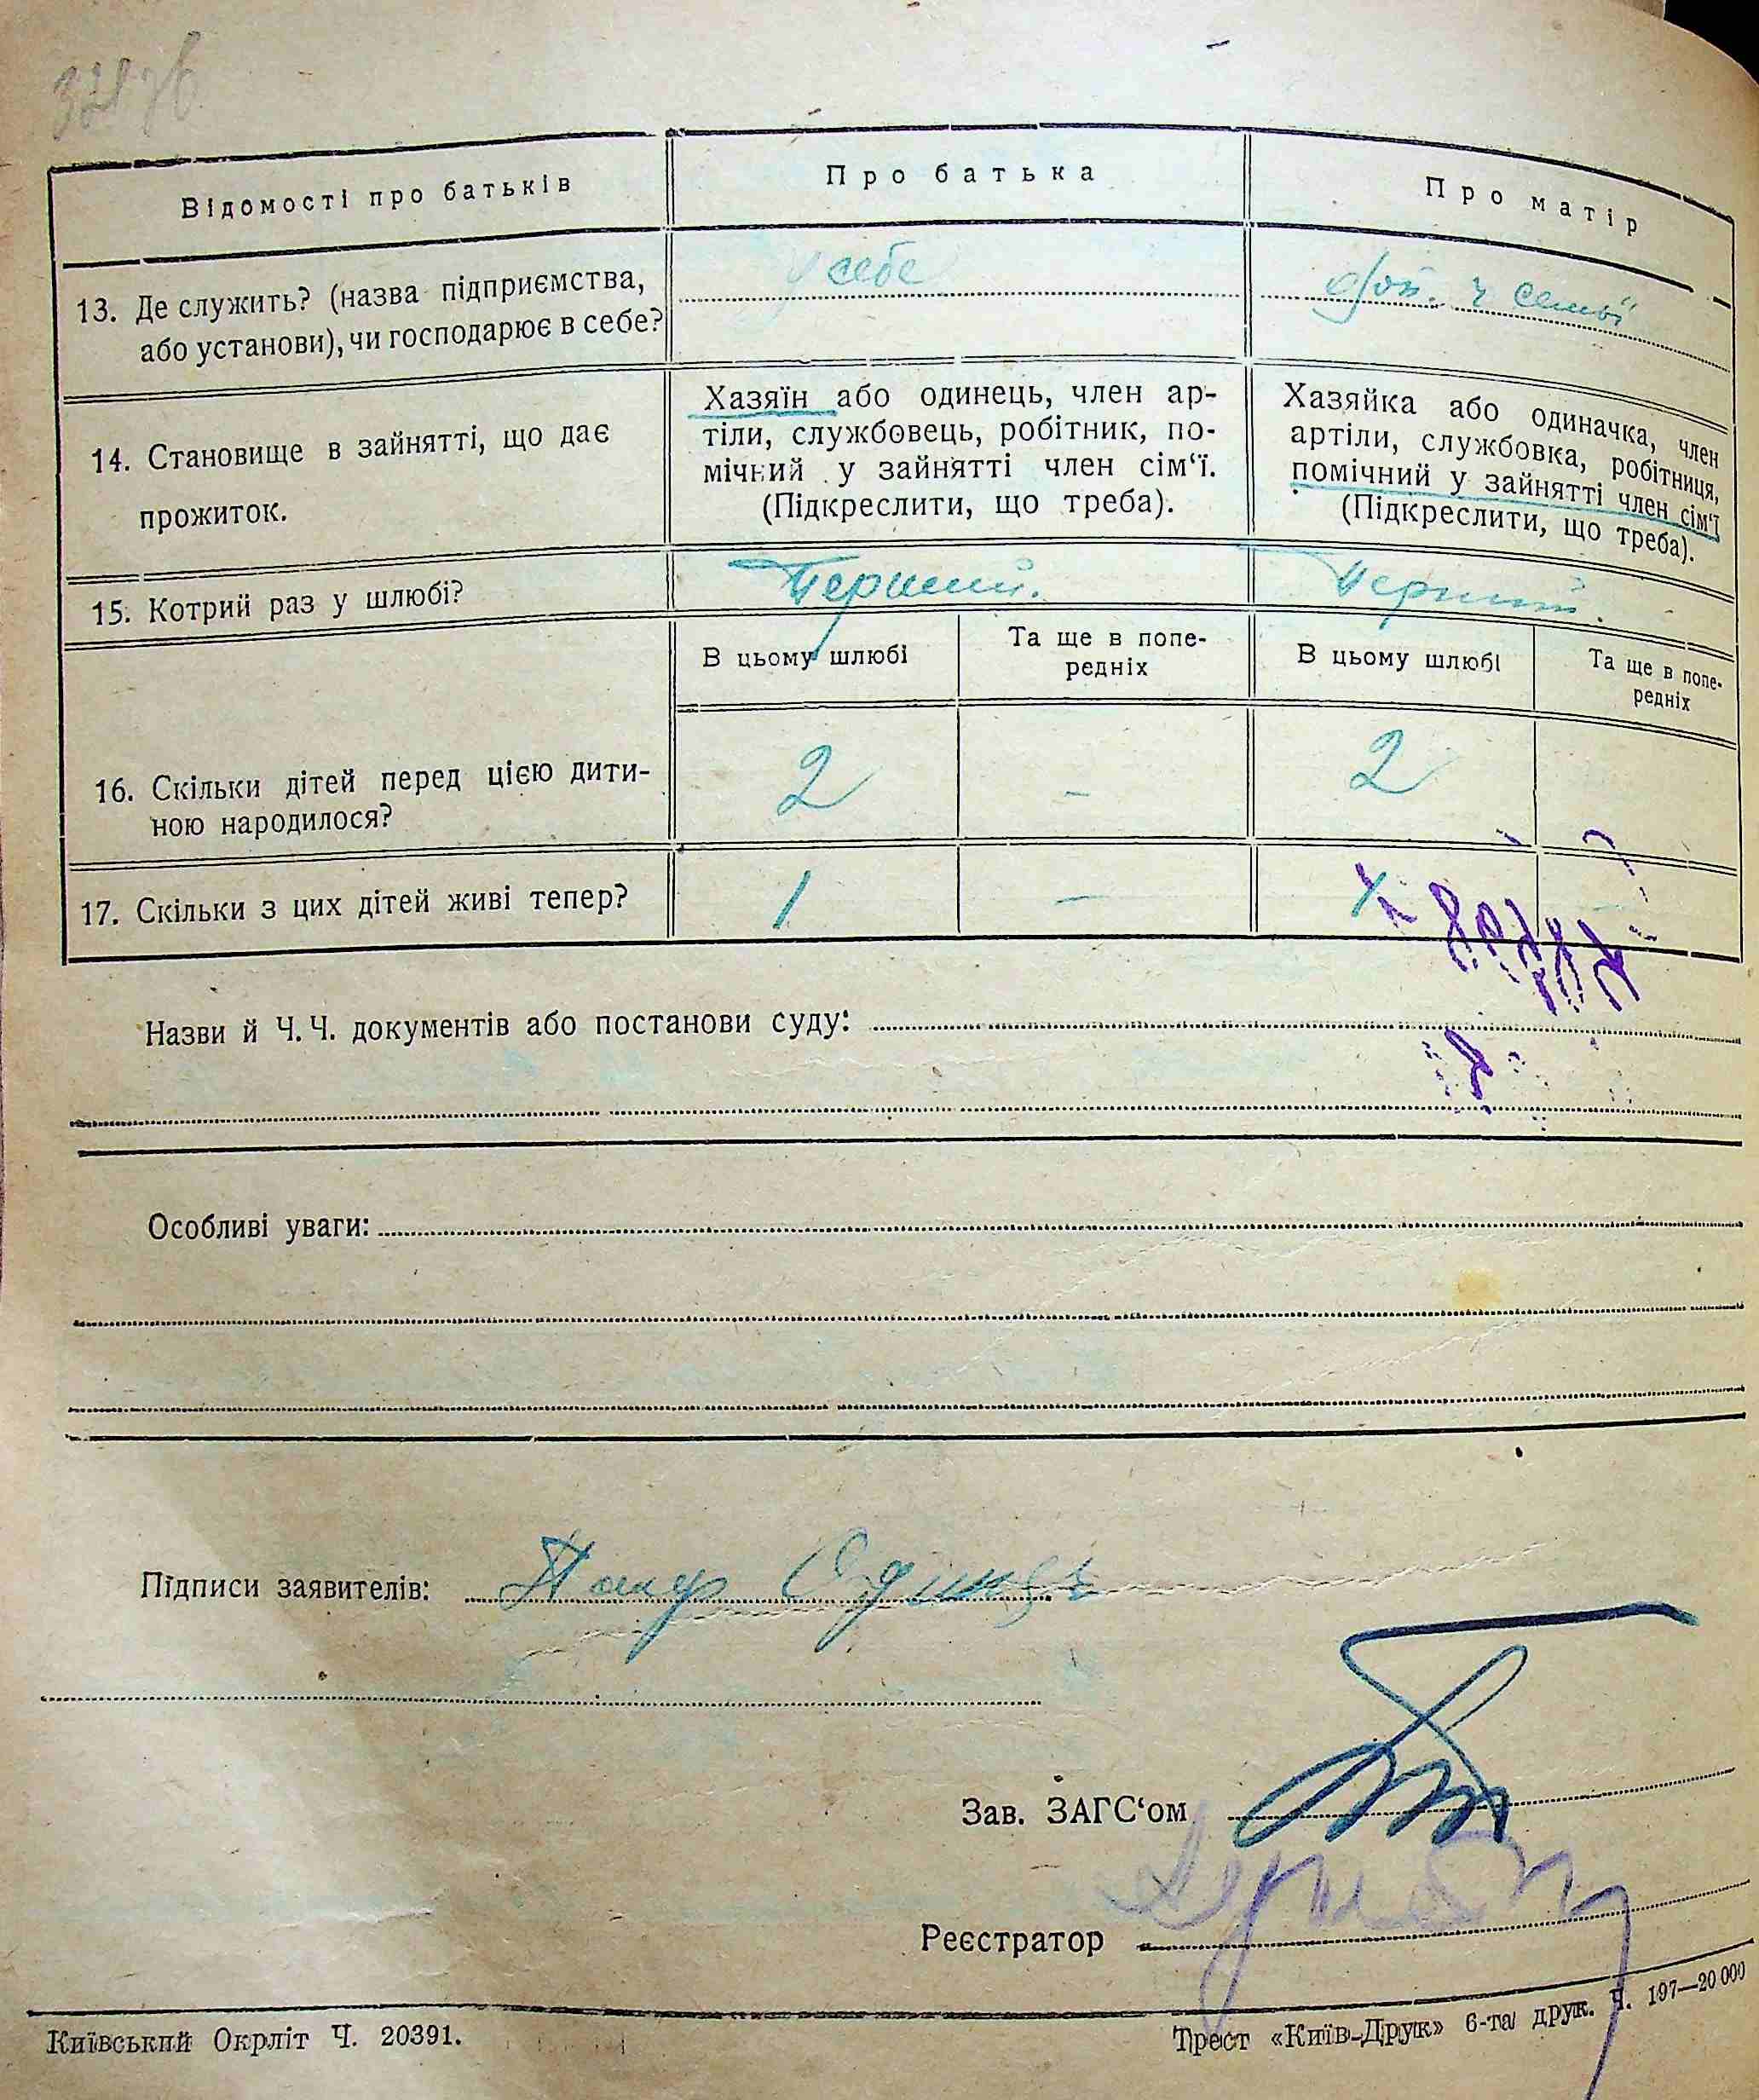 Відомості про батьків
Про батька
Про матір
13. Де служить? (назва підприємства,
або установи), чи господарює в себе?
у себе
доп. у семьї
14. Становище в зайнятті, що дає
прожиток.
Хазяїн або одинець, член ар-
тіли, службовець, робітник, по-
мічний у зайнятті член сім‘ї.
(Підкреслити, що треба).
Хазяйка або одиначка, член
артіли, службовка, робітниця,
помічний у зайнятті член сім‘ї
(Підкреслити, що треба).
15. Котрий раз у шлюбі?
Перший.
Перший.
В цьому шлюбі
Та ще в попе-
редніх
В цьому шлюбі
Та ще в попе-
редніх
16. Скільки дітей перед цією дити-
ною народилося?
2
-
2
17. Скільки з цих дітей живі тепер?
1
-
1
Назви й Ч. Ч. документів або постанови суду:
Особливі уваги:
Підписи заявителів:
Зав. ЗАГС‘ом
Реєстратор
Київський Окрліт Ч. 20391.
Трест «Київ-Друк» 6-та друк. Ч. 197—20 000